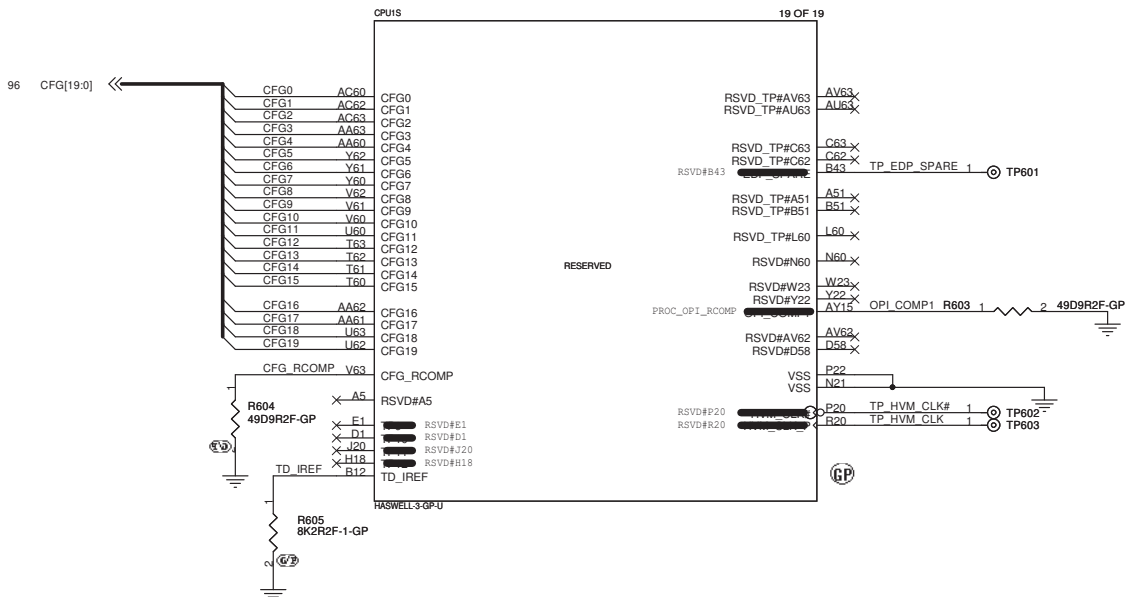 CPU1S 19 OF 19
96 CFG[19:0]
CFG0 AC60 CFG0
CFG1 AC62 CFG1
CFG2 AC63 CFG2
CFG3 AA63 CFG3
CFG4 AA60 CFG4
CFG5 Y62 CFG5
CFG6 Y61 CFG6
CFG7 Y60 CFG7
CFG8 V62 CFG8
CFG9 V61 CFG9
CFG10 V60 CFG10
CFG11 U60 CFG11
CFG12 T63 CFG12
CFG13 T62 CFG13
CFG14 T61 CFG14
CFG15 T60 CFG15
CFG16 AA62 CFG16
CFG17 AA61 CFG17
CFG18 U63 CFG18
CFG19 U62 CFG19
CFG_RCOMP V63 CFG_RCOMP
A5 RSVD#A5
E1 RSVD#E1
D1 RSVD#D1
J20 RSVD#J20
H18 RSVD#H18
TD_IREF B12 TD_IREF
1
R604
49D9R2F-GP
1
R605
8K2R2F-1-GP
2
RESERVED
RSVD_TP#AV63 AV63
RSVD_TP#AU63 AU63
RSVD_TP#C63 C63
RSVD_TP#C62 C62
RSVD#B43 B43 TP_EDP_SPARE 1 TP601
RSVD_TP#A51 A51
RSVD_TP#B51 B51
RSVD_TP#L60 L60
RSVD#N60 N60
RSVD#W23 W23
RSVD#Y22 Y22
PROC_OPI_RCOMP AY15 OPI_COMP1 R603 1 2 49D9R2F-GP
RSVD#AV62 AV62
RSVD#D58 D58
VSS P22
VSS N21
RSVD#P20 P20 TP_HVM_CLK# 1 TP602
RSVD#R20 R20 TP_HVM_CLK 1 TP603
GP
HASWELL-3-GP-U